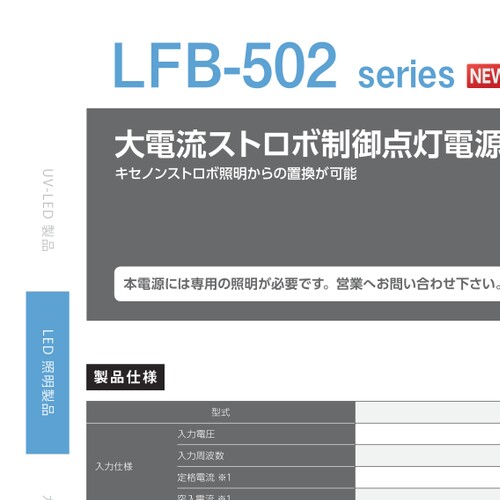 LFB-502 series NEW
大電流ストロボ制御点灯電源
キセノンストロボ照明からの置換が可能
UV-LED 製品
本電源には専用の照明が必要です。営業へお問い合わせ下さい。
LED 照明製品
製品仕様
型式
入力電圧
入力周波数
入力仕様
定格電流 ※1
突入電流 ※1